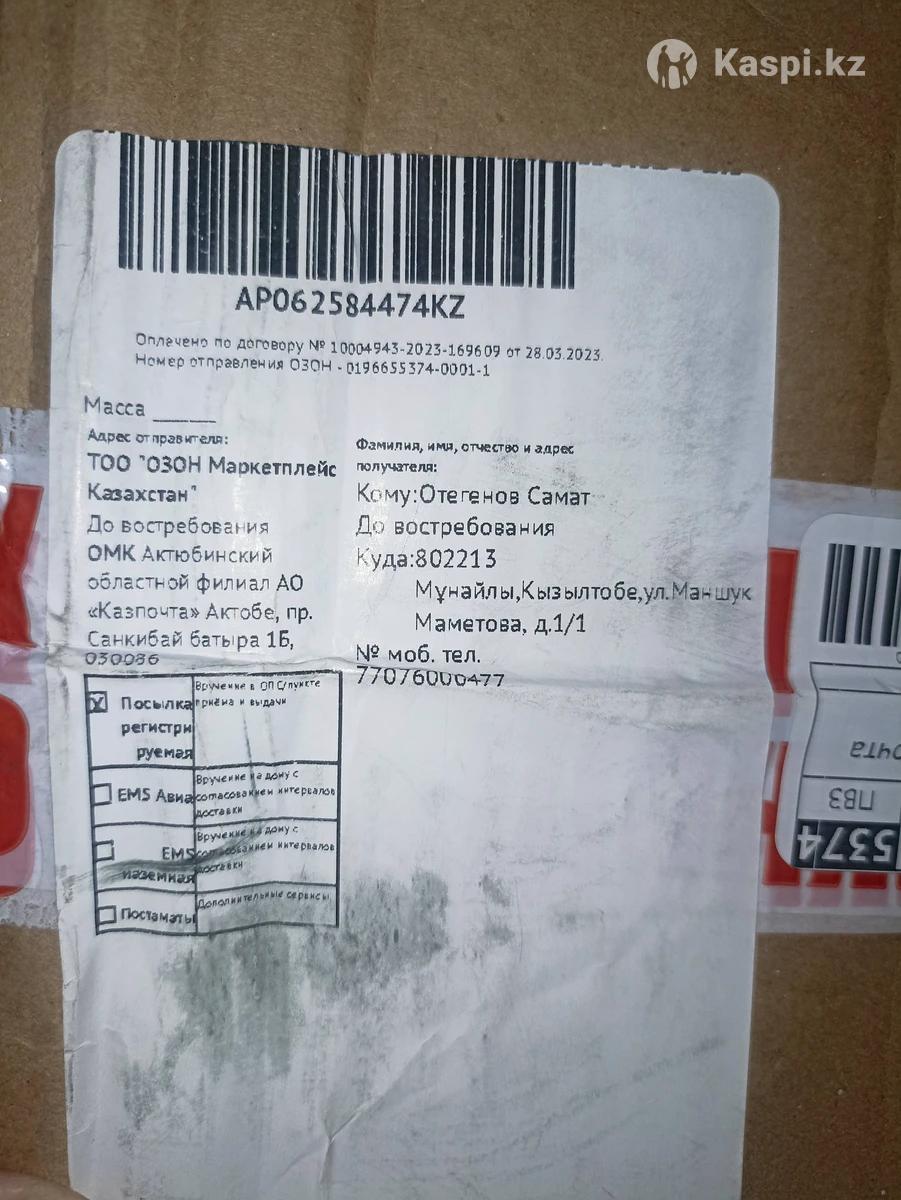 Kaspi.kz
AP062584474KZ
Оплачено по договору № 10004943-2023-169609 от 28.03.2023.
Номер отправления ОЗОН - 0196655374-0001-1
Масса
Адрес отправителя:
ТОО "ОЗОН Маркетплейс
Казахстан"
До востребования
ОМК Актюбинский
областной филиал АО
«Казпочта» Актобе, пр.
Санкибай батыра 1Б,
030036
Фамилия, имя, отчество и адрес
получателя:
Кому:Отегенов Самат
До востребования
Куда:802213
Мұнайлы,Кызылтобе,ул.Маншук
Маметова, д.1/1
№ моб. тел.
77076000477
X Посылка
регистри
руемая
Вручение в ОПС/пункте
приема и выдачи
EMS Авиа
Вручение на дому с
согласованием интервалов
доставки
EMS
наземная
Вручение на дому с
согласованием интервалов
доставки
Постаматы
Дополнительные сервисы
очта
ПВЗ
5374